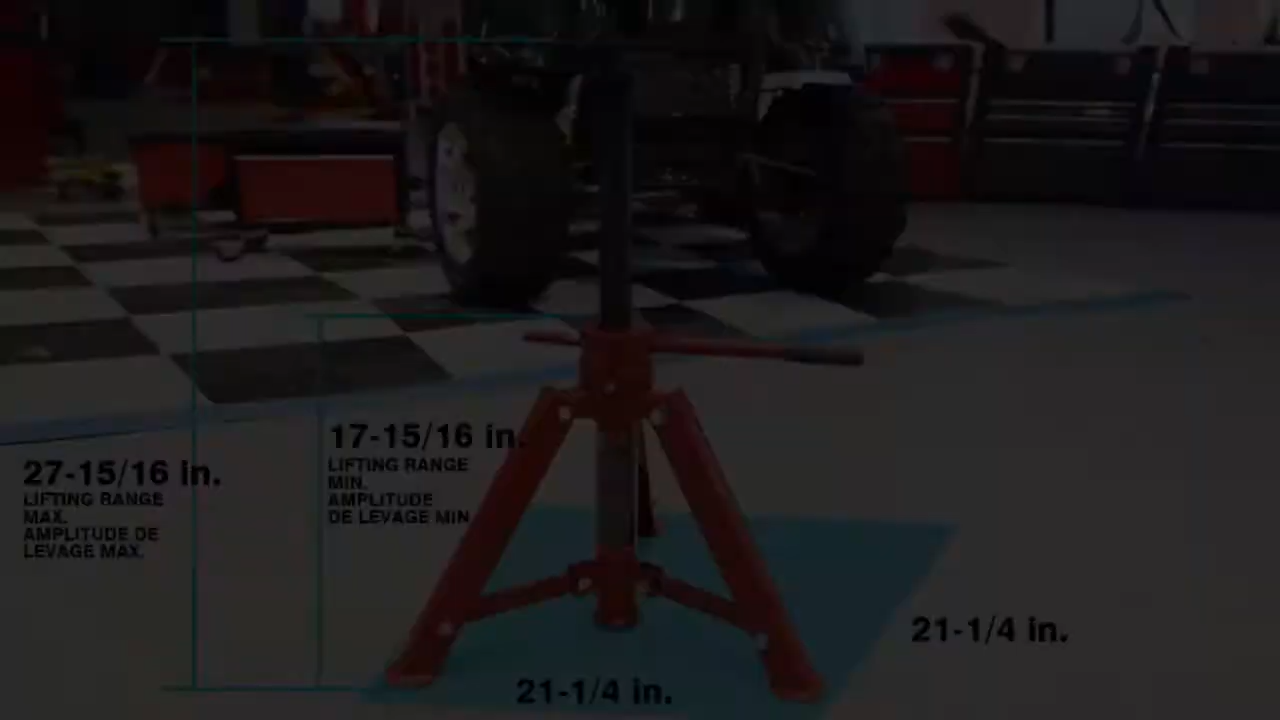 17-15/16 in.
LIFTING RANGE
MIN.
AMPLITUDE
DE LEVAGE MIN.
27-15/16 in.
LIFTING RANGE
MAX.
AMPLITUDE DE
LEVAGE MAX.
21-1/4 in.
21-1/4 in.